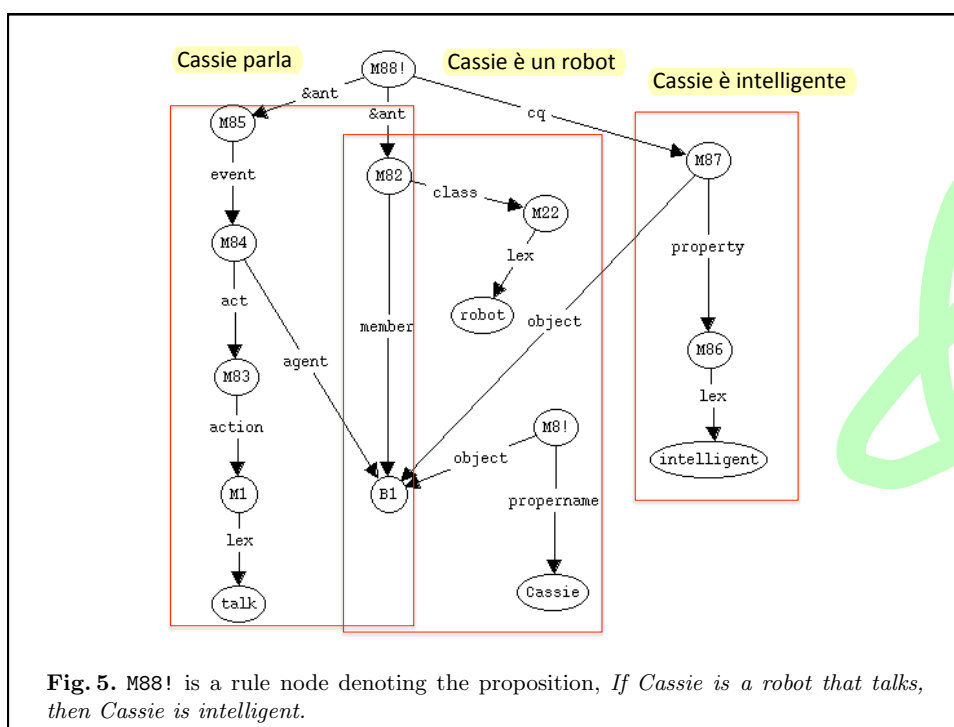 Cassie parla
Cassie è un robot
Cassie è intelligente
M88!
&ant
&ant
cq
M85
M82
M87
event
class
M22
M84
lex
property
act
robot
member
object
M86
agent
M83
lex
action
M8!
object
intelligent
M1
B1
propername
lex
talk
Cassie
Fig. 5. M88! is a rule node denoting the proposition, If Cassie is a robot that talks,
then Cassie is intelligent.